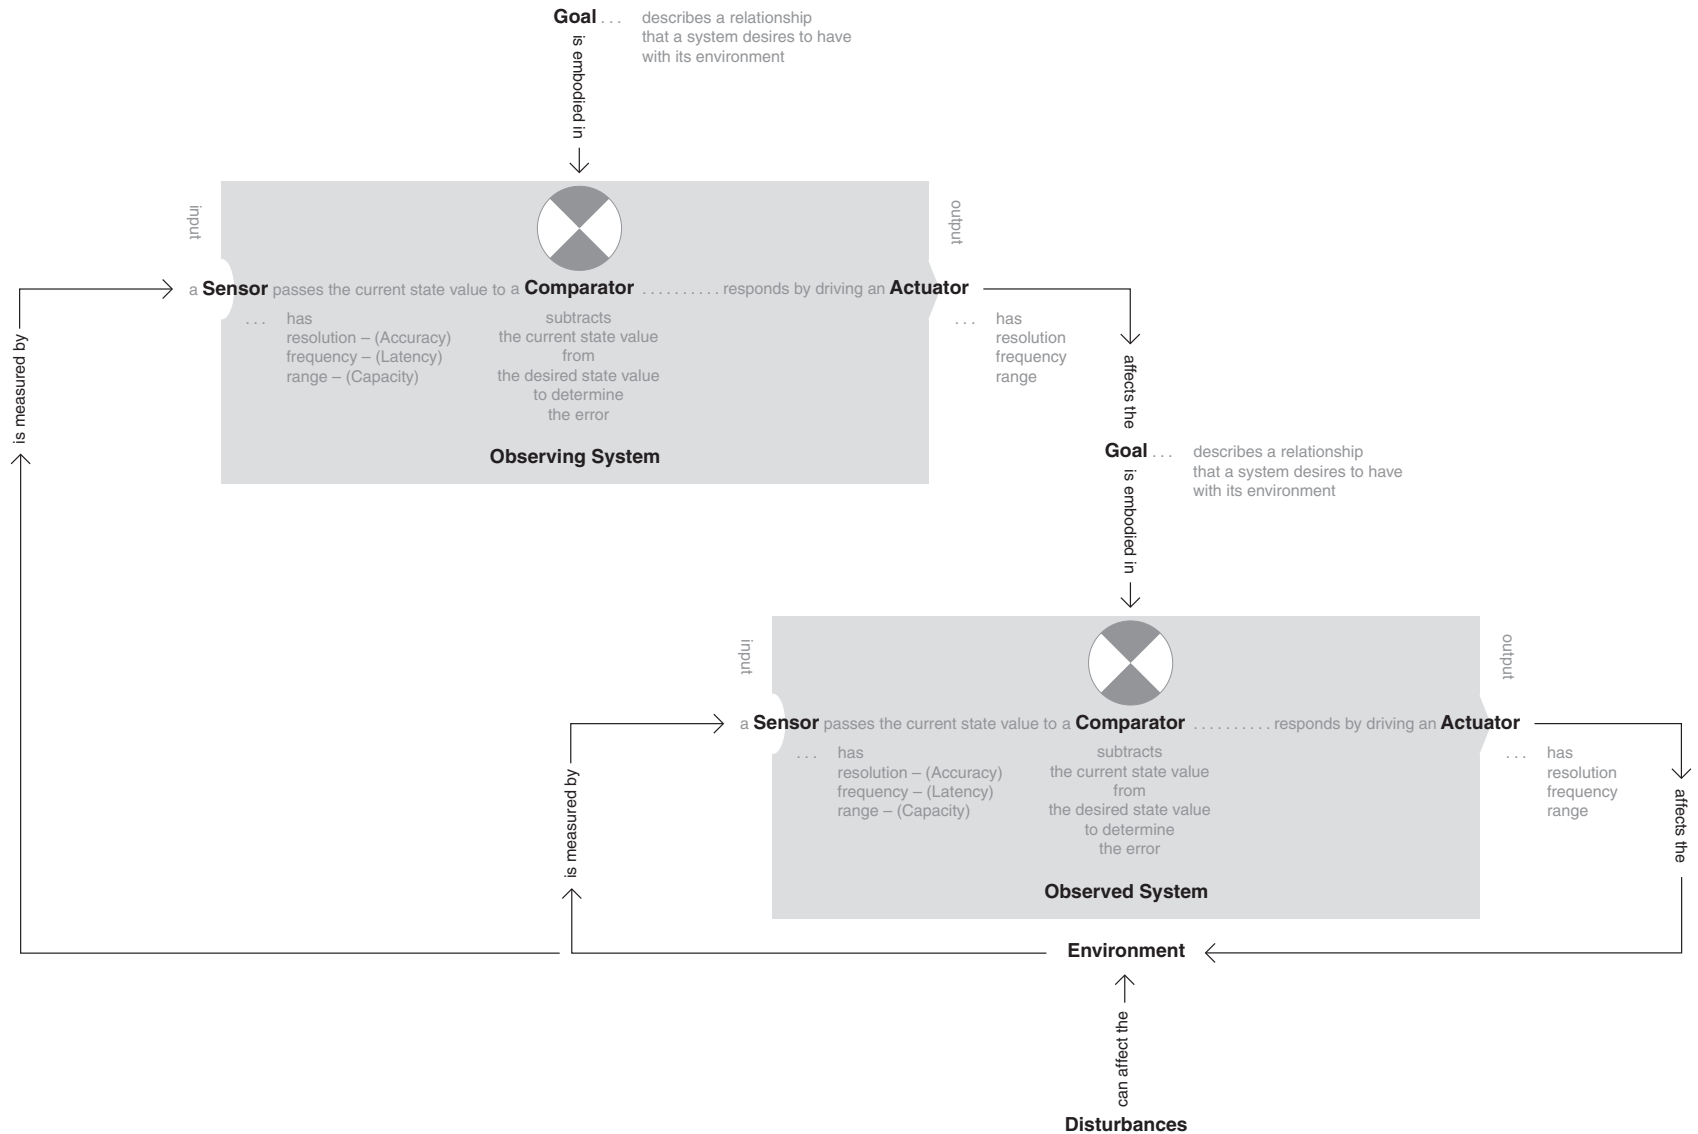 Goal . . . describes a relationship
that a system desires to have
with its environment
is embodied in
input
output
a Sensor passes the current state value to a Comparator . . . . . . . . . . responds by driving an Actuator
. . . has
resolution – (Accuracy)
frequency – (Latency)
range – (Capacity)
subtracts
the current state value
from
the desired state value
to determine
the error
. . . has
resolution
frequency
range
Observing System
is measured by
affects the
Goal . . . describes a relationship
that a system desires to have
with its environment
is embodied in
input
output
a Sensor passes the current state value to a Comparator . . . . . . . . . . responds by driving an Actuator
. . . has
resolution – (Accuracy)
frequency – (Latency)
range – (Capacity)
subtracts
the current state value
from
the desired state value
to determine
the error
. . . has
resolution
frequency
range
Observed System
is measured by
affects the
Environment
can affect the
Disturbances